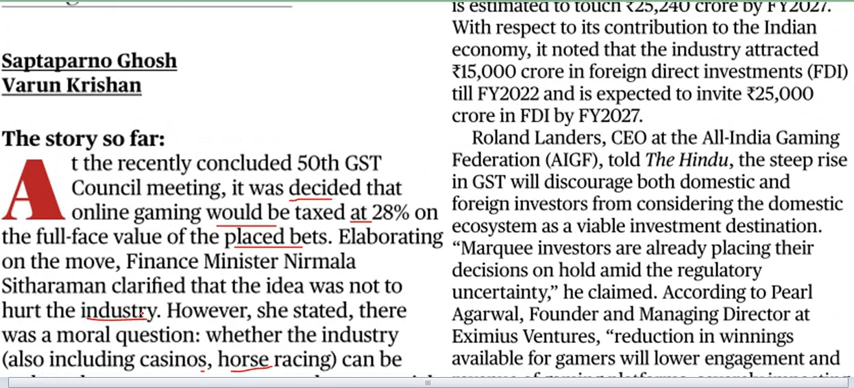 Saptaparno Ghosh
Varun Krishan
The story so far:
At the recently concluded 50th GST
Council meeting, it was decided that
online gaming would be taxed at 28% on
the full-face value of the placed bets. Elaborating
on the move, Finance Minister Nirmala
Sitharaman clarified that the idea was not to
hurt the industry. However, she stated, there
was a moral question: whether the industry
(also including casinos, horse racing) can be
is estimated to touch ₹25,240 crore by FY2027.
With respect to its contribution to the Indian
economy, it noted that the industry attracted
₹15,000 crore in foreign direct investments (FDI)
till FY2022 and is expected to invite ₹25,000
crore in FDI by FY2027.
Roland Landers, CEO at the All-India Gaming
Federation (AIGF), told The Hindu, the steep rise
in GST will discourage both domestic and
foreign investors from considering the domestic
ecosystem as a viable investment destination.
“Marquee investors are already placing their
decisions on hold amid the regulatory
uncertainty,” he claimed. According to Pearl
Agarwal, Founder and Managing Director at
Eximius Ventures, “reduction in winnings
available for gamers will lower engagement and